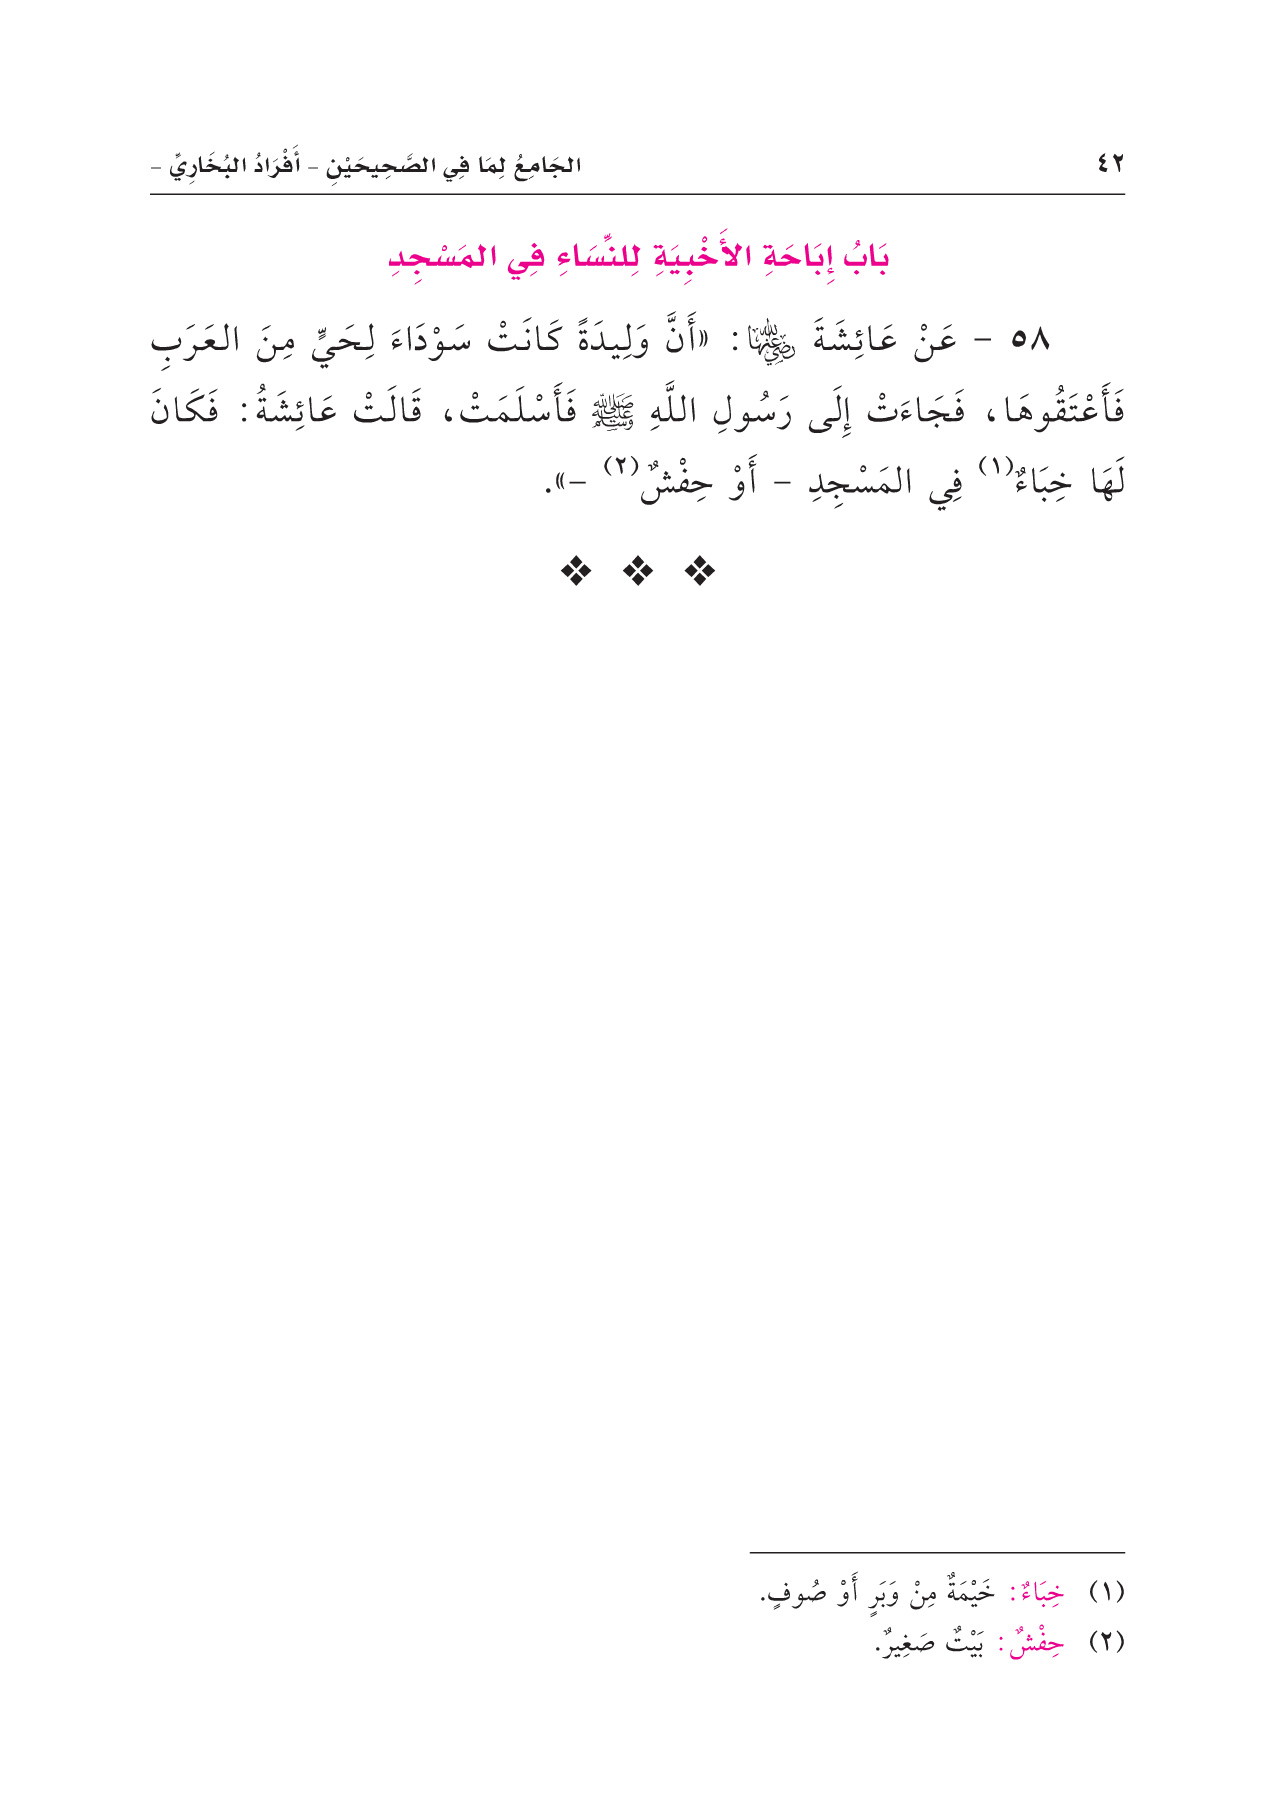 ٤٢ الجَامِعُ لِمَا فِي الصَّحِيحَيْنِ - أَفْرَادُ البُخَارِيِّ -
بَابُ إِبَاحَةِ الأَخْبِيَةِ لِلنِّسَاءِ فِي المَسْجِدِ
٥٨ - عَنْ عَائِشَةَ رضي الله عنها: «أَنَّ وَلِيدَةً كَانَتْ سَوْدَاءَ لِحَيٍّ مِنَ العَرَبِ
فَأَعْتَقُوهَا، فَجَاءَتْ إِلَى رَسُولِ اللَّهِ ﷺ فَأَسْلَمَتْ، قَالَتْ عَائِشَةُ: فَكَانَ
لَهَا خِبَاءٌ(١) فِي المَسْجِدِ - أَوْ حِفْشٌ(٢) -».
(١) خِبَاءٌ: خَيْمَةٌ مِنْ وَبَرٍ أَوْ صُوفٍ.
(٢) حِفْشٌ: بَيْتٌ صَغِيرٌ.